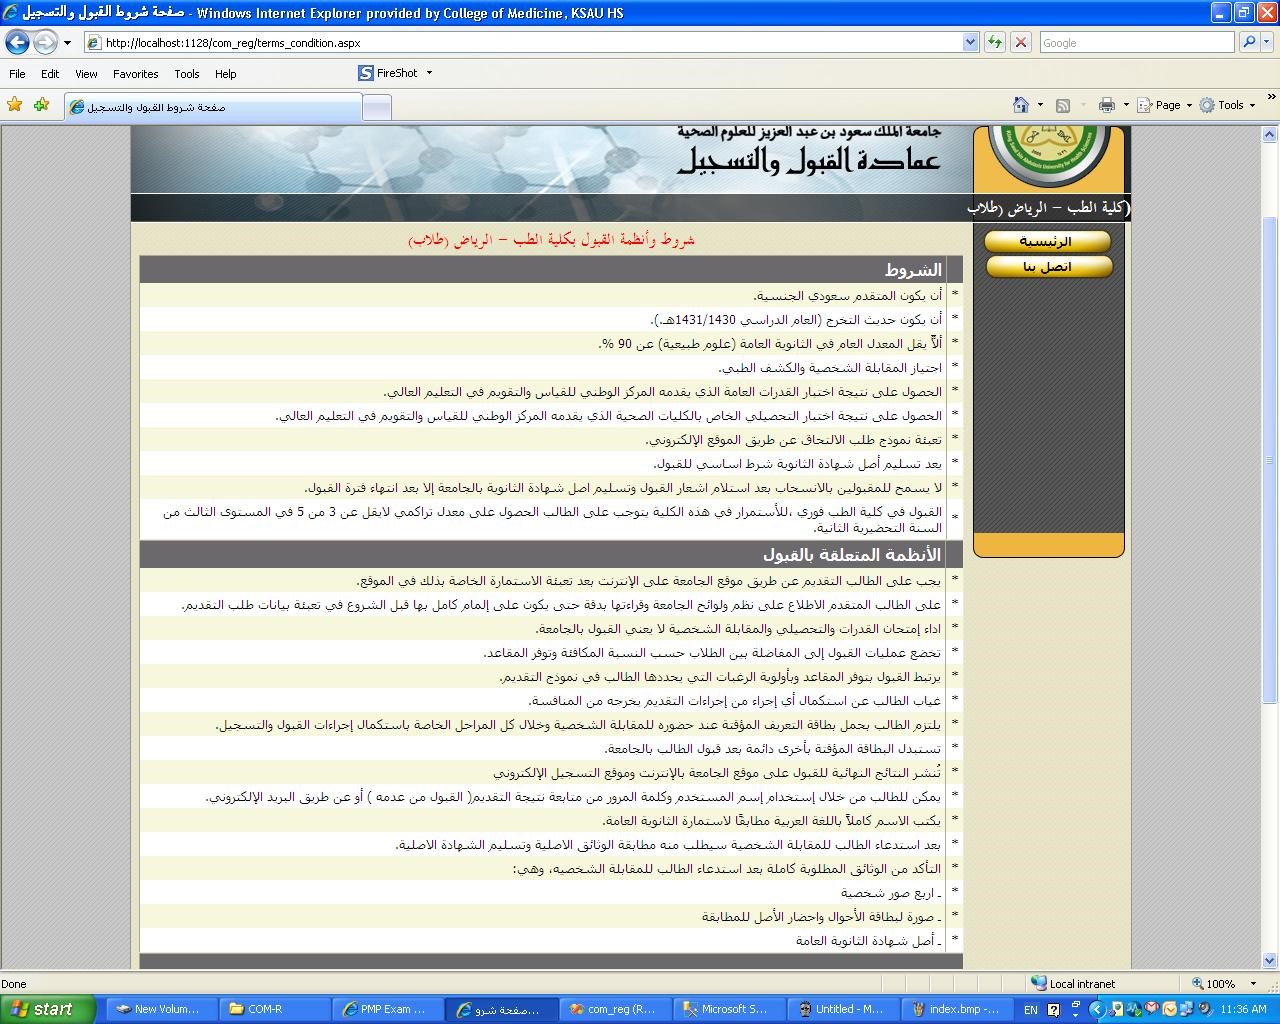 صفحة شروط القبول والتسجيل - Windows Internet Explorer provided by College of Medicine, KSAU HS
http://localhost:1128/com_reg/terms_condition.aspx
Google
File Edit View Favorites Tools Help
FireShot
صفحة شروط القبول والتسجيل
Page Tools
جامعة الملك سعود بن عبد العزيز للعلوم الصحية
عمادة القبول والتسجيل
(كلية الطب – الرياض (طلاب
الرئيسية
اتصل بنا
شروط وأنظمة القبول بكلية الطب – الرياض (طلاب)
الشروط
* أن يكون المتقدم سعودي الجنسية.
* أن يكون حديث التخرج (العام الدراسي 1431/1430هـ.).
* ألاّ يقل المعدل العام في الثانوية العامة (علوم طبيعية) عن 90 %.
* اجتياز المقابلة الشخصية والكشف الطبي.
* الحصول على نتيجة اختبار القدرات العامة الذي يقدمه المركز الوطني للقياس والتقويم في التعليم العالي.
* الحصول على نتيجة اختبار التحصيلي الخاص بالكليات الصحية الذي يقدمه المركز الوطني للقياس والتقويم في التعليم العالي.
* تعبئة نموذج طلب الالتحاق عن طريق الموقع الإلكتروني.
* يعد تسليم أصل شهادة الثانوية شرط اساسي للقبول.
* لا يسمح للمقبولين بالانسحاب بعد استلام اشعار القبول وتسليم اصل شهادة الثانوية بالجامعة إلا بعد انتهاء فترة القبول.
* القبول في كلية الطب فوري ،للأستمرار في هذه الكلية يتوجب على الطالب الحصول على معدل تراكمي لايقل عن 3 من 5 في المستوى الثالث من
السنة التحضيرية الثانية.
الأنظمة المتعلقة بالقبول
* يجب على الطالب التقديم عن طريق موقع الجامعة على الإنترنت بعد تعبئة الاستمارة الخاصة بذلك في الموقع.
* على الطالب المتقدم الاطلاع على نظم ولوائح الجامعة وقراءتها بدقة حتى يكون على إلمام كامل بها قبل الشروع في تعبئة بيانات طلب التقديم.
* اداء إمتحان القدرات والتحصيلي والمقابلة الشخصية لا يعني القبول بالجامعة.
* تخضع عمليات القبول إلى المفاضلة بين الطلاب حسب النسبة المكافئة وتوفر المقاعد.
* يرتبط القبول بتوفر المقاعد وبأولوية الرغبات التي يحددها الطالب في نموذج التقديم.
* غياب الطالب عن استكمال أي إجراء من إجراءات التقديم يخرجه من المنافسة.
* يلتزم الطالب بحمل بطاقة التعريف المؤقتة عند حضوره للمقابلة الشخصية وخلال كل المراحل الخاصة باستكمال إجراءات القبول والتسجيل.
* تستبدل البطاقة المؤقتة بأخرى دائمة بعد قبول الطالب بالجامعة.
* تُنشر النتائج النهائية للقبول على موقع الجامعة بالإنترنت وموقع التسجيل الإلكتروني
* يمكن للطالب من خلال إستخدام إسم المستخدم وكلمة المرور من متابعة نتيجة التقديم( القبول من عدمه ) أو عن طريق البريد الإلكتروني.
* يكتب الاسم كاملاً باللغة العربية مطابقًا لاستمارة الثانوية العامة.
* بعد استدعاء الطالب للمقابلة الشخصية سيطلب منه مطابقة الوثائق الاصلية وتسليم الشهادة الاصلية.
* التأكد من الوثائق المطلوبة كاملة بعد استدعاء الطالب للمقابلة الشخصيه، وهي:
* ـ اربع صور شخصية
* ـ صورة لبطاقة الأحوال واحضار الأصل للمطابقة
* ـ أصل شهادة الثانوية العامة
Done
Local intranet
100%
start
New Volum...
COM-R
PMP Exam ...
صفحة شرو...
com_reg (R...
Microsoft S...
Untitled - M...
index.bmp -...
EN
11:36 AM